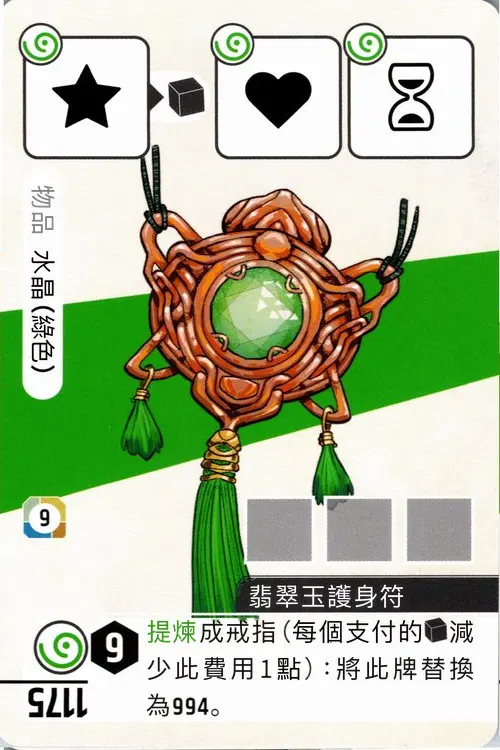 物品 水晶(綠色)
9
翡翠玉護身符
9
提煉成戒指(每個支付的減
少此費用1點):將此牌替換
為994。
1175